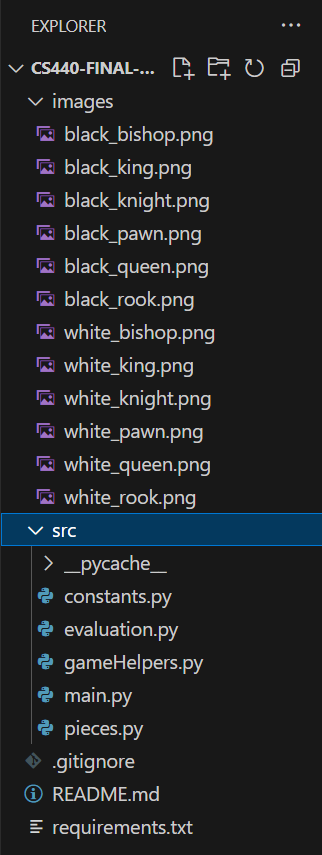 EXPLORER
CS440-FINAL-...
images
black_bishop.png
black_king.png
black_knight.png
black_pawn.png
black_queen.png
black_rook.png
white_bishop.png
white_king.png
white_knight.png
white_pawn.png
white_queen.png
white_rook.png
src
__pycache__
constants.py
evaluation.py
gameHelpers.py
main.py
pieces.py
.gitignore
README.md
requirements.txt